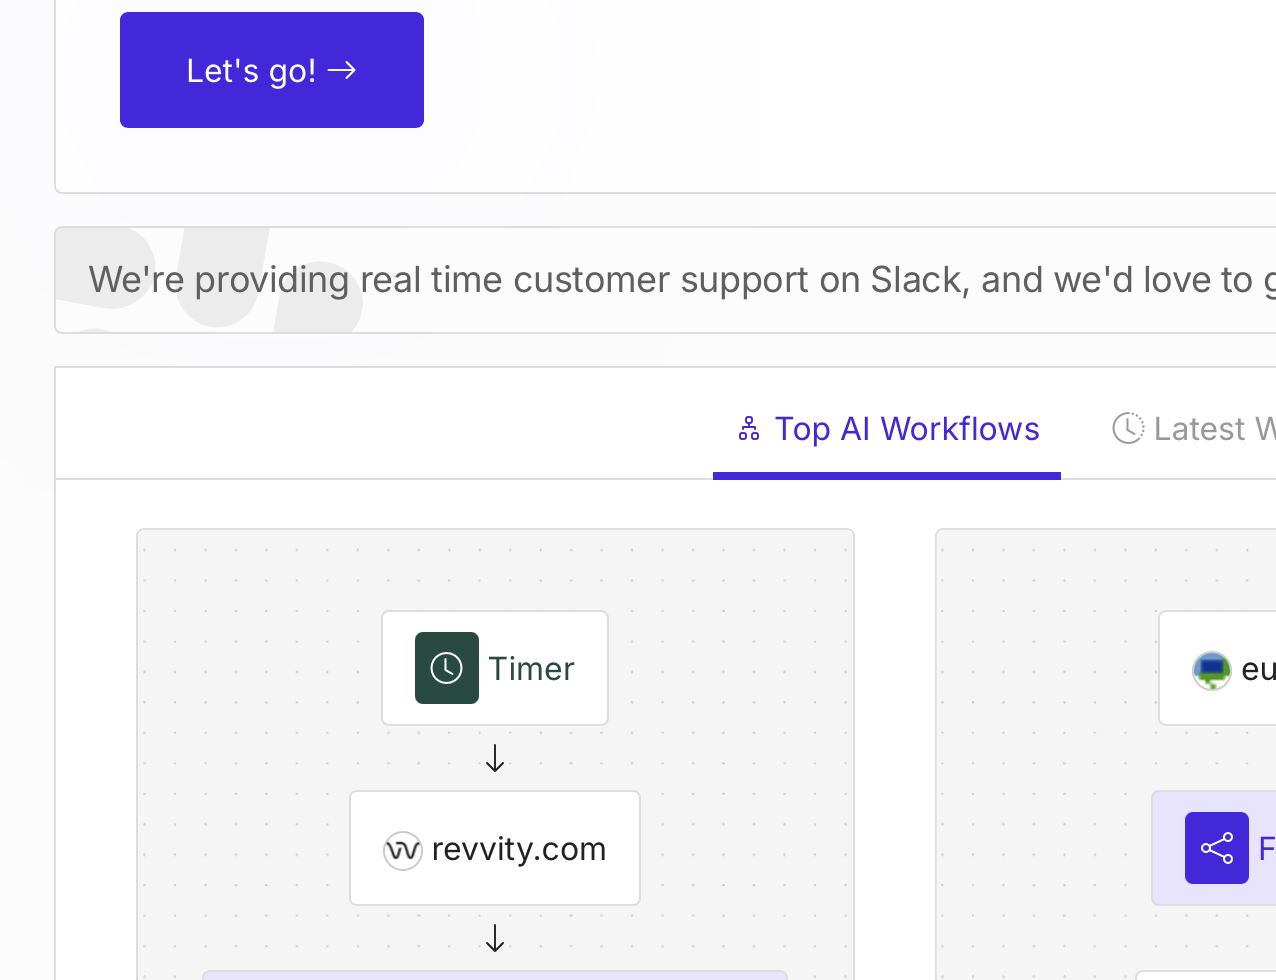 Let's go! →
We're providing real time customer support on Slack, and we'd love to
Top AI Workflows
Latest
Timer
revvity.com